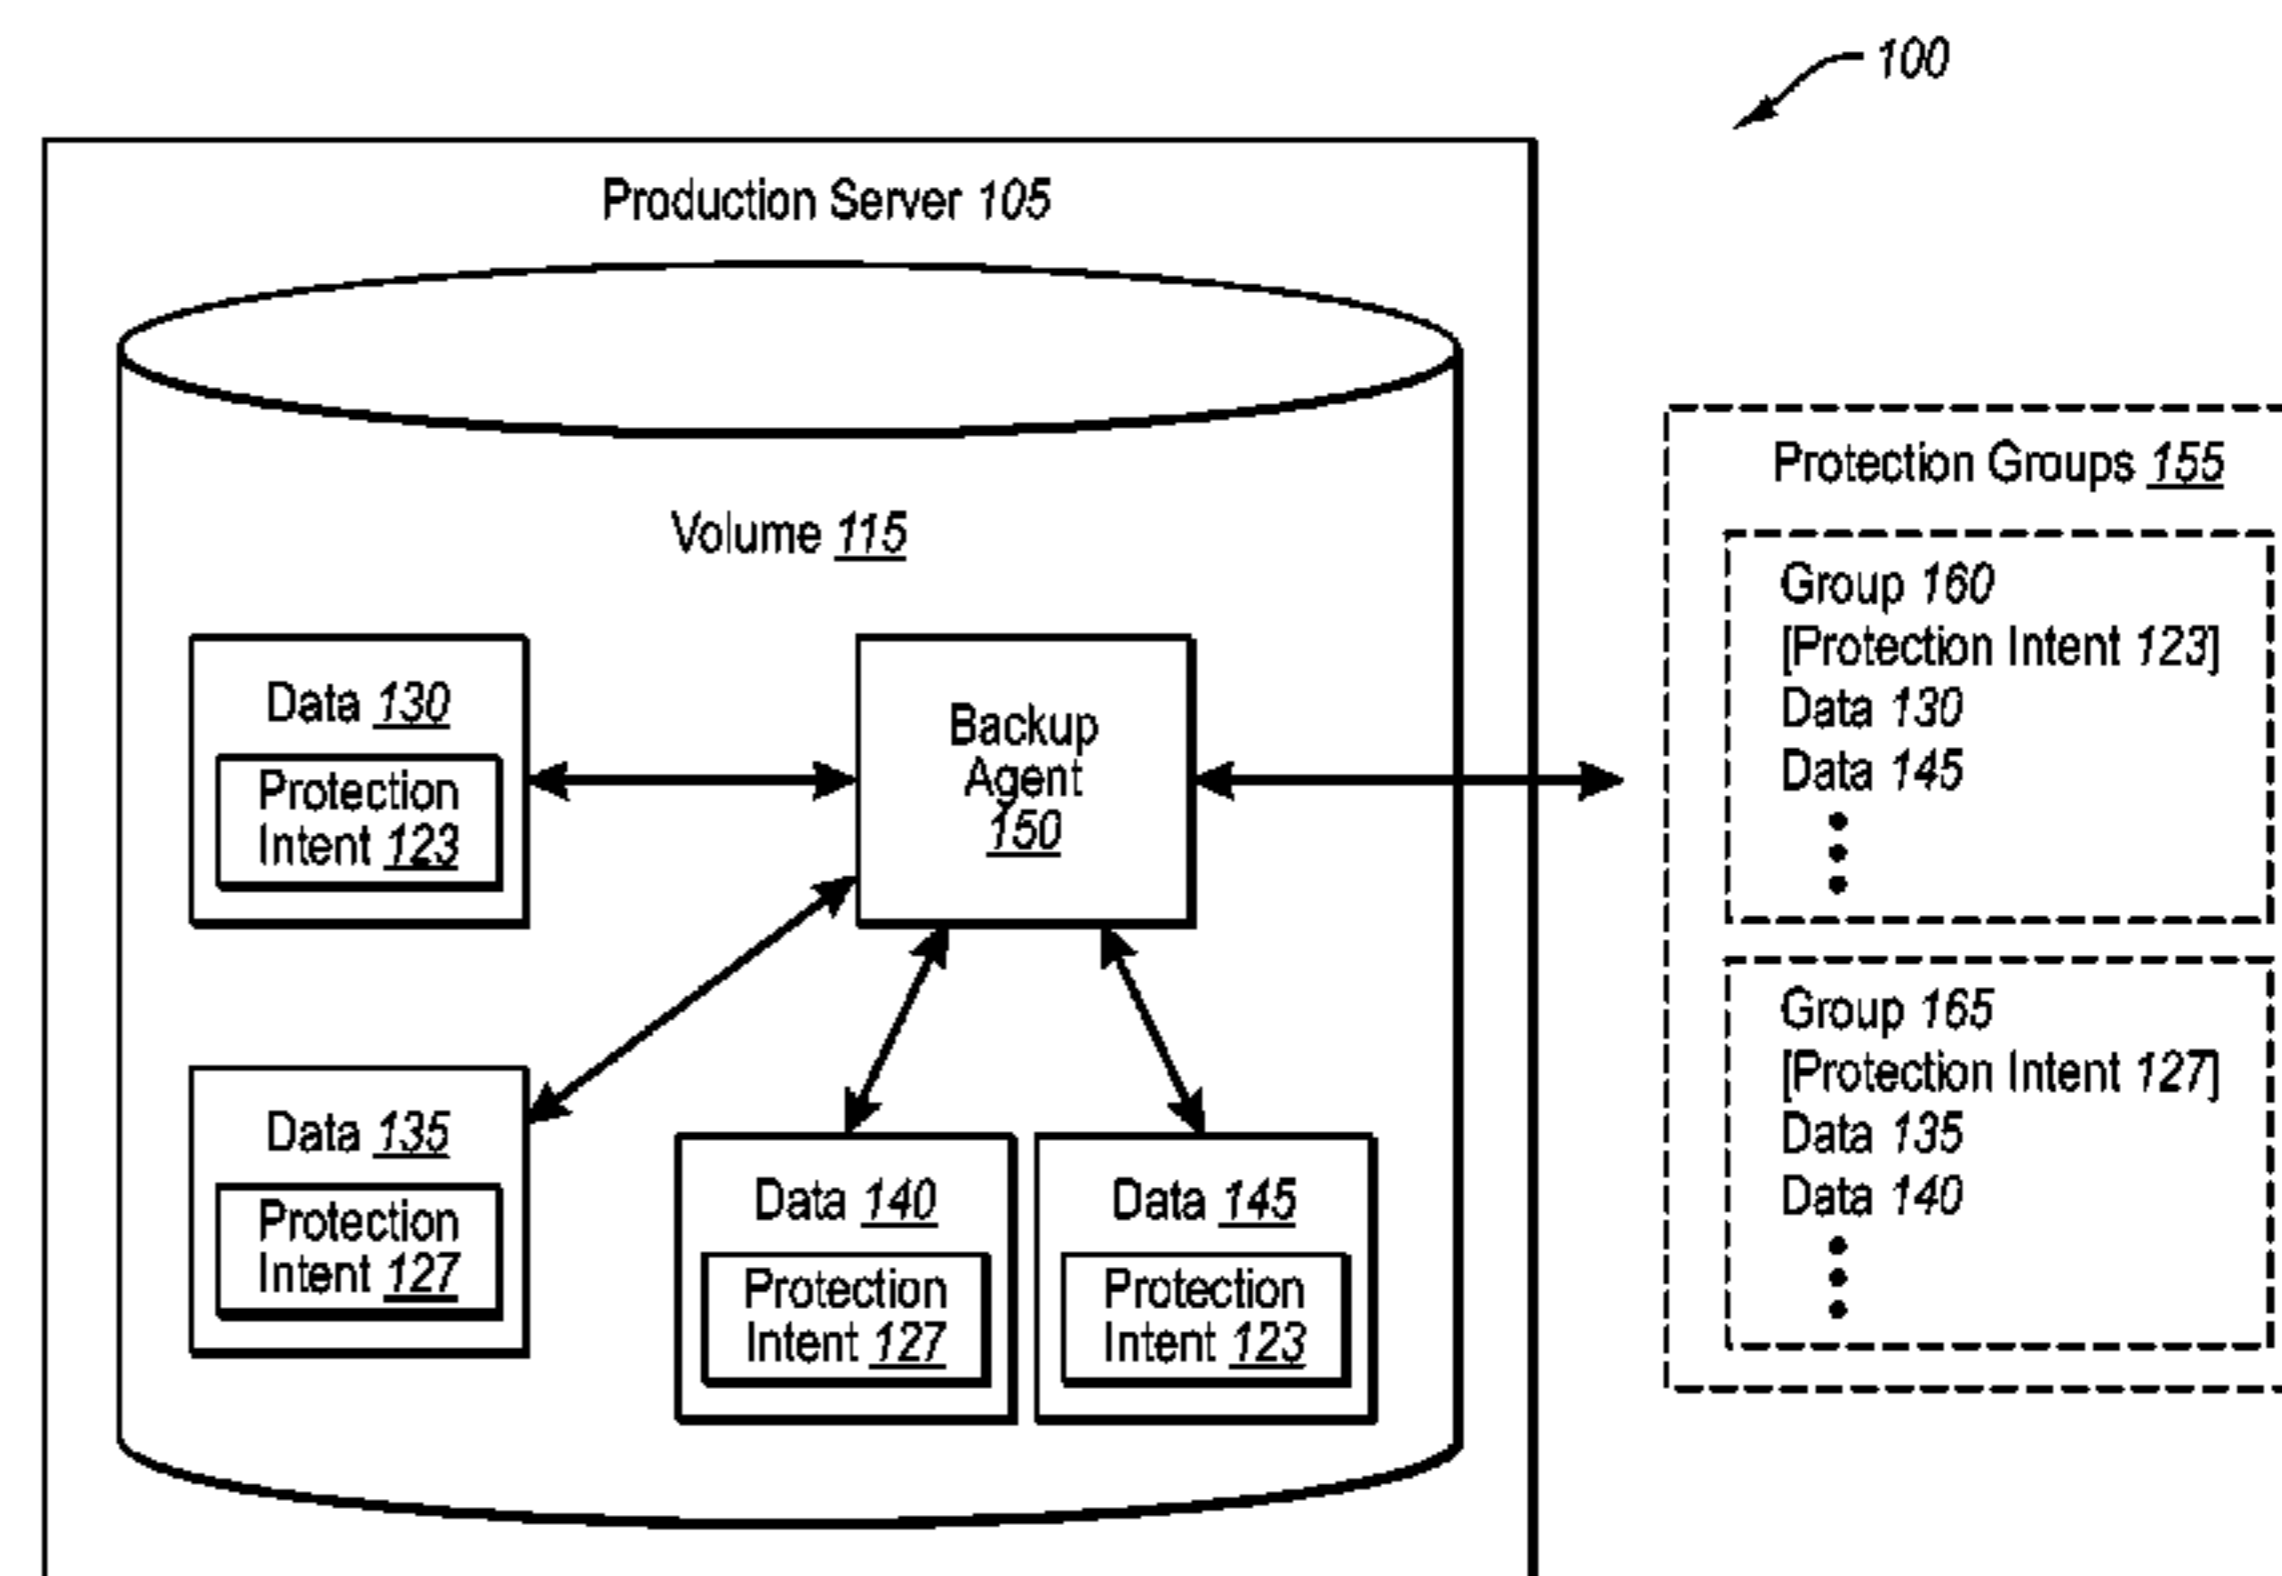 100
Production Server 105
Volume 115
Data 130
Protection
Intent 123
Backup
Agent
150
Data 135
Protection
Intent 127
Data 140
Protection
Intent 127
Data 145
Protection
Intent 123
Protection Groups 155
Group 160
[Protection Intent 123]
Data 130
Data 145
Group 165
[Protection Intent 127]
Data 135
Data 140